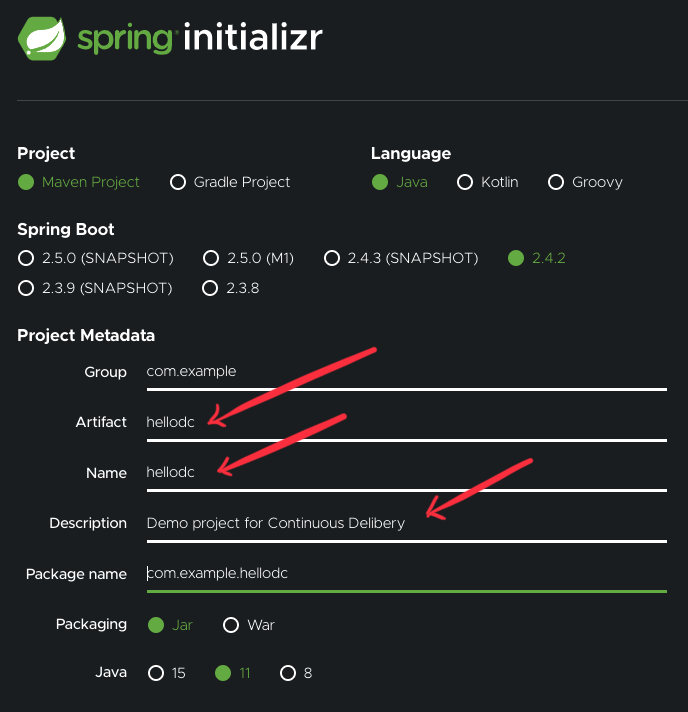 spring initializr
Project
Language
Maven Project
Gradle Project
Java
Kotlin
Groovy
Spring Boot
2.5.0 (SNAPSHOT)
2.5.0 (M1)
2.4.3 (SNAPSHOT)
2.4.2
2.3.9 (SNAPSHOT)
2.3.8
Project Metadata
Group com.example
Artifact hellodc
Name hellodc
Description Demo project for Continuous Delibery
Package name com.example.hellodc
Packaging Jar War
Java 15 11 8